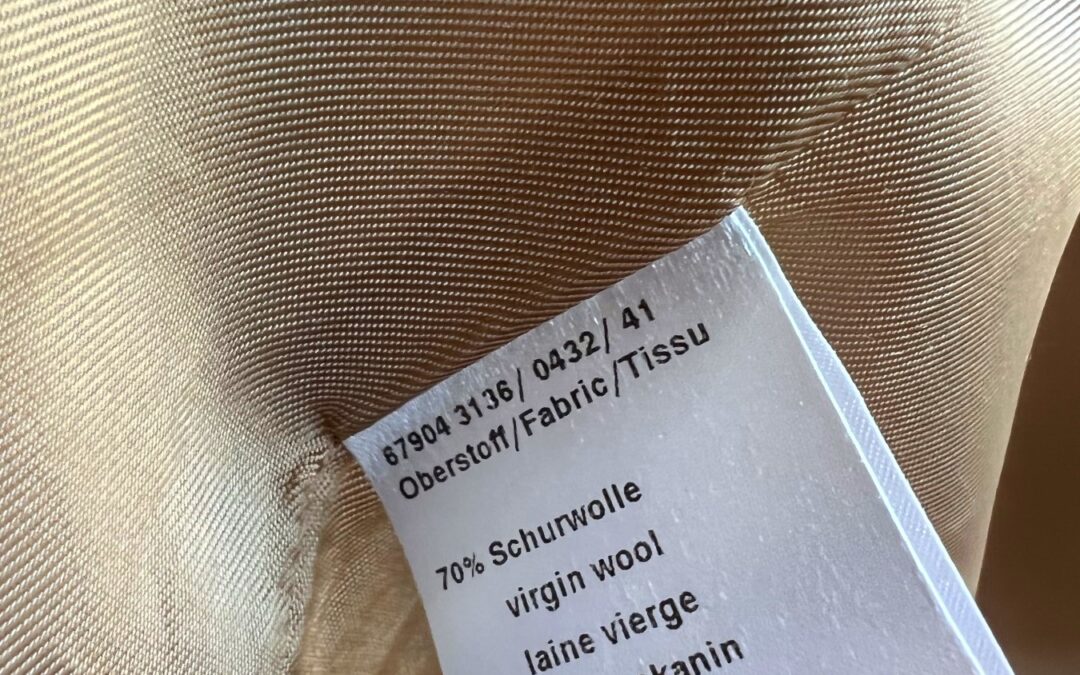 67904 3136/ 0432/ 41
Oberstoff/Fabric/Tissu
70% Schurwolle
virgin wool
laine vierge